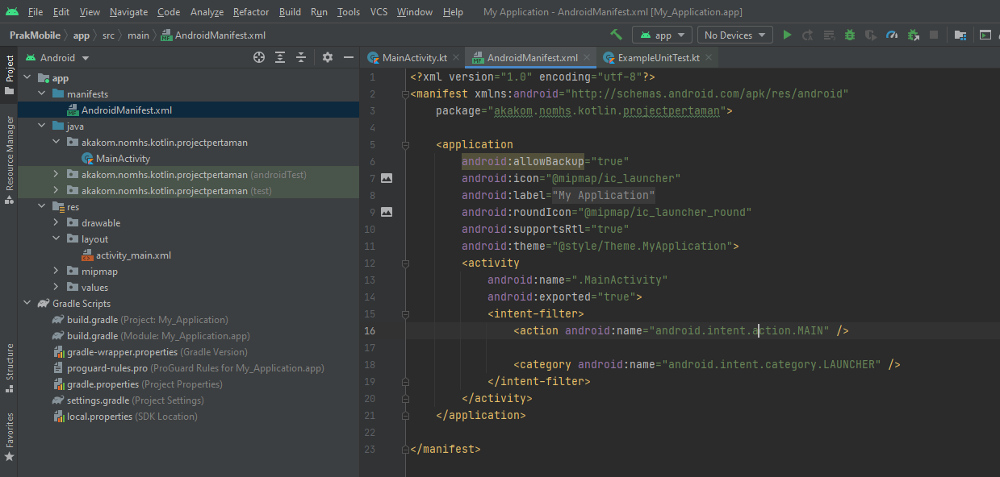 File Edit View Navigate Code Analyze Refactor Build Run Tools VCS Window Help My Application - AndroidManifest.xml [My_Application.app]
PrakMobile app src main AndroidManifest.xml app No Devices
Project
Resource Manager
Structure
Favorites
Android
app
manifests
AndroidManifest.xml
java
akakom.nomhs.kotlin.projectpertaman
MainActivity
akakom.nomhs.kotlin.projectpertaman (androidTest)
akakom.nomhs.kotlin.projectpertaman (test)
res
drawable
layout
activity_main.xml
mipmap
values
Gradle Scripts
build.gradle (Project: My_Application)
build.gradle (Module: My_Application.app)
gradle-wrapper.properties (Gradle Version)
proguard-rules.pro (ProGuard Rules for My_Application.app)
gradle.properties (Project Properties)
settings.gradle (Project Settings)
local.properties (SDK Location)
MainActivity.kt AndroidManifest.xml ExampleUnitTest.kt
1 <?xml version="1.0" encoding="utf-8"?>
2 <manifest xmlns:android="http://schemas.android.com/apk/res/android"
3 package="akakom.nomhs.kotlin.projectpertaman">
4
5 <application
6 android:allowBackup="true"
7 android:icon="@mipmap/ic_launcher"
8 android:label="My Application"
9 android:roundIcon="@mipmap/ic_launcher_round"
10 android:supportsRtl="true"
11 android:theme="@style/Theme.MyApplication">
12 <activity
13 android:name=".MainActivity"
14 android:exported="true">
15 <intent-filter>
16 <action android:name="android.intent.action.MAIN" />
17
18 <category android:name="android.intent.category.LAUNCHER" />
19 </intent-filter>
20 </activity>
21 </application>
22
23 </manifest>